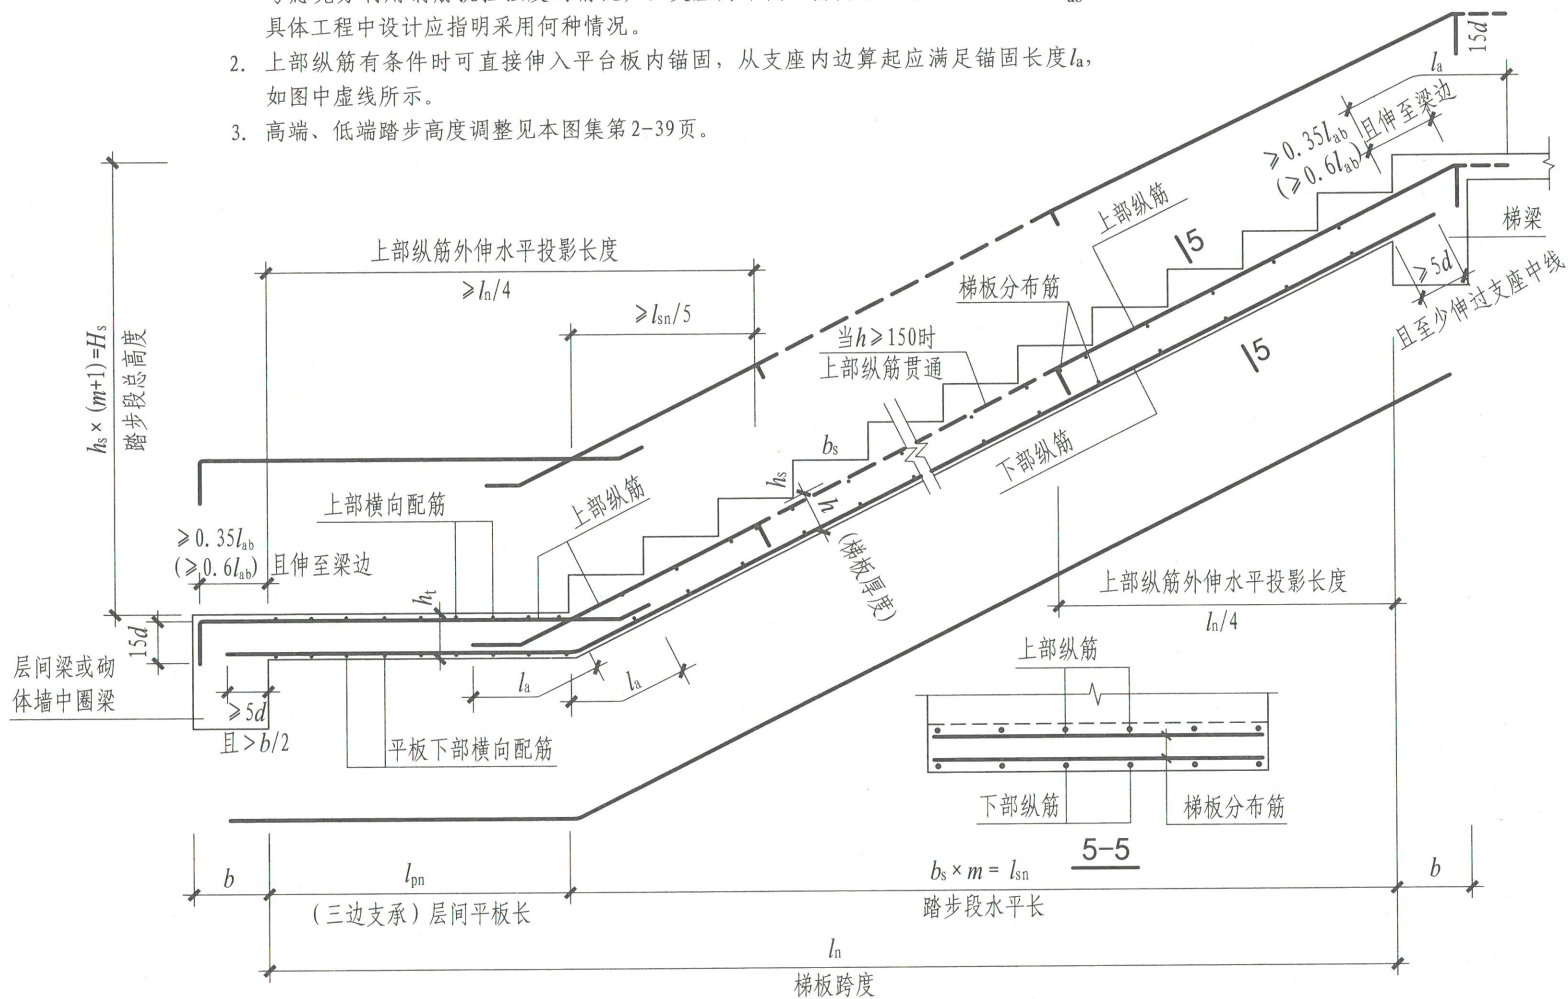 具体工程中设计应指明采用何种情况。
2. 上部纵筋有条件时可直接伸入平台板内锚固，从支座内边算起应满足锚固长度la，
如图中虚线所示。
3. 高端、低端踏步高度调整见本图集第2-39页。
15d
la
≥0.35lab
(≥0.6lab)
且伸至梁边
梯梁
≥5d
且至少伸过支座中线
上部纵筋
5
5
梯板分布筋
当h≥150时
上部纵筋贯通
上部纵筋外伸水平投影长度
≥ln/4
≥lsn/5
hs×(m+1)=Hs
踏步段总高度
bs
hs
h
(梯板厚度)
下部纵筋
上部横向配筋
上部纵筋
≥0.35lab
(≥0.6lab)
且伸至梁边
ht
15d
层间梁或砌
体墙中圈梁
≥5d
且>b/2
la
la
平板下部横向配筋
上部纵筋外伸水平投影长度
ln/4
上部纵筋
下部纵筋
梯板分布筋
5-5
b
lpn
(三边支承)层间平板长
bs×m=lsn
踏步段水平长
b
ln
梯板跨度